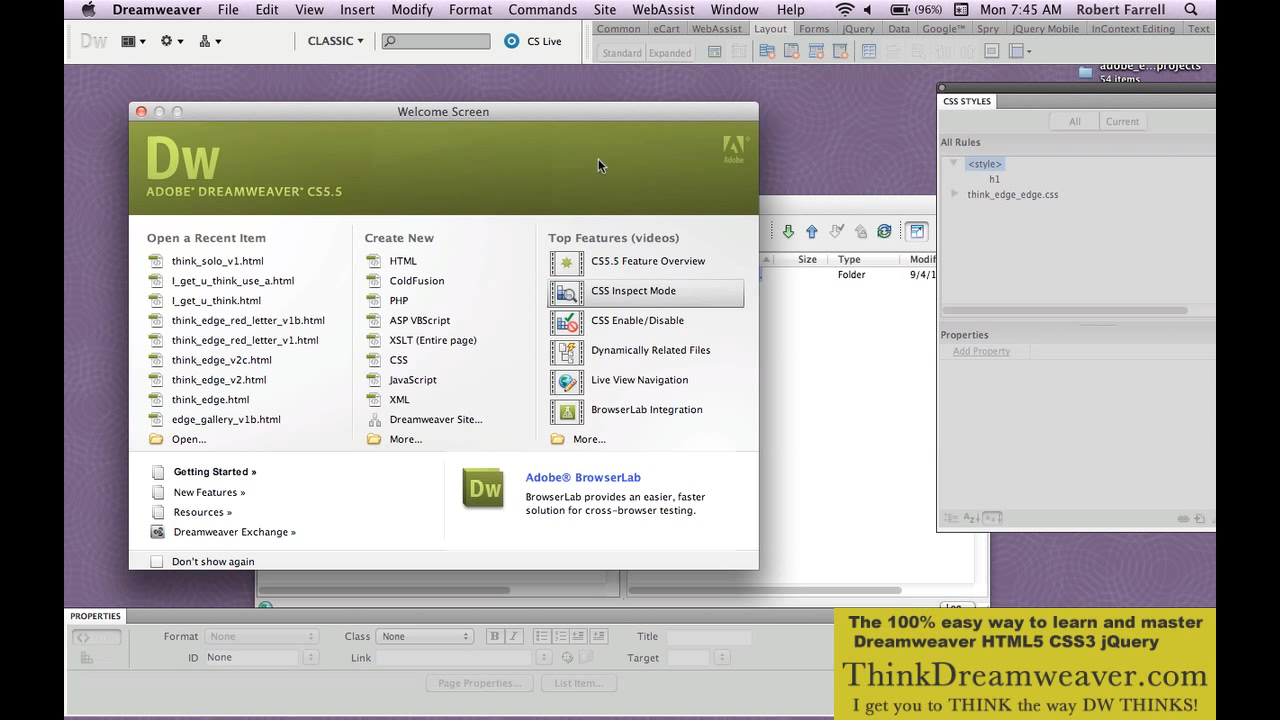 Dreamweaver File Edit View Insert Modify Format Commands Site WebAssist Window Help (96%) Mon 7:45 AM Robert Farrell
Common eCart WebAssist Layout Forms jQuery Data Google™ Spry jQuery Mobile InContext Editing Text
Dw CLASSIC CS Live
Standard Expanded
54 items
Welcome Screen
CSS STYLES
All Current
All Rules
<style>
h1
think_edge_edge.css
Properties
Add Property
Dw
ADOBE® DREAMWEAVER® CS5.5
Adobe
Open a Recent Item
think_solo_v1.html
I_get_u_think_use_a.html
I_get_u_think.html
think_edge_red_letter_v1b.html
think_edge_red_letter_v1.html
think_edge_v2c.html
think_edge_v2.html
think_edge.html
edge_gallery_v1b.html
Open...
Create New
HTML
ColdFusion
PHP
ASP VBScript
XSLT (Entire page)
CSS
JavaScript
XML
Dreamweaver Site...
More...
Top Features (videos)
CS5.5 Feature Overview
CSS Inspect Mode
CSS Enable/Disable
Dynamically Related Files
Live View Navigation
BrowserLab Integration
More...
Size Type
Folder 9/4/1
Getting Started »
New Features »
Resources »
Dreamweaver Exchange »
Dw
Adobe® BrowserLab
BrowserLab provides an easier, faster
solution for cross-browser testing.
Don't show again
PROPERTIES
Format None Class None B I Title
ID None Link Target
Page Properties... List Item...
The 100% easy way to learn and master
Dreamweaver HTML5 CSS3 jQuery
ThinkDreamweaver.com
I get you to THINK the way DW THINKS!